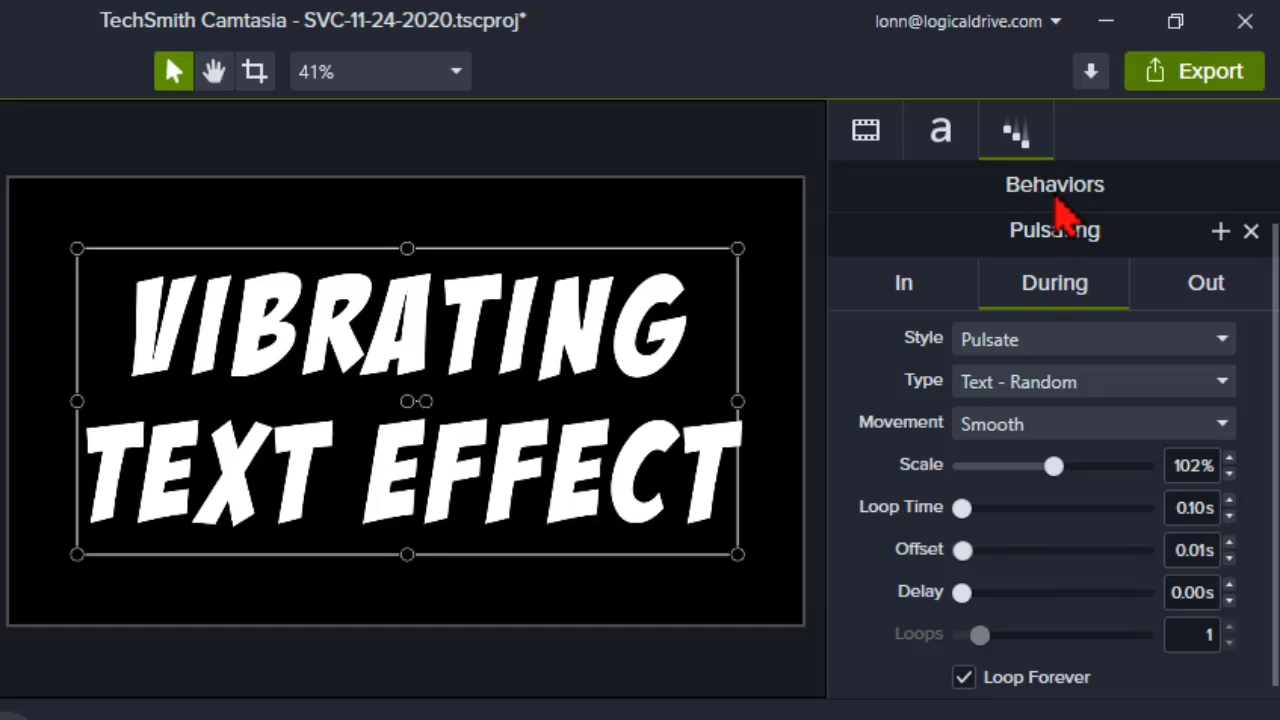 TechSmith Camtasia - SVC-11-24-2020.tscproj*
lonn@logicaldrive.com
41%
Export
a
Behaviors
Pulsating
In
During
Out
VIBRATING
TEXT EFFECT
Style
Pulsate
Type
Text - Random
Movement
Smooth
Scale
102%
Loop Time
0.10s
Offset
0.01s
Delay
0.00s
Loops
1
Loop Forever